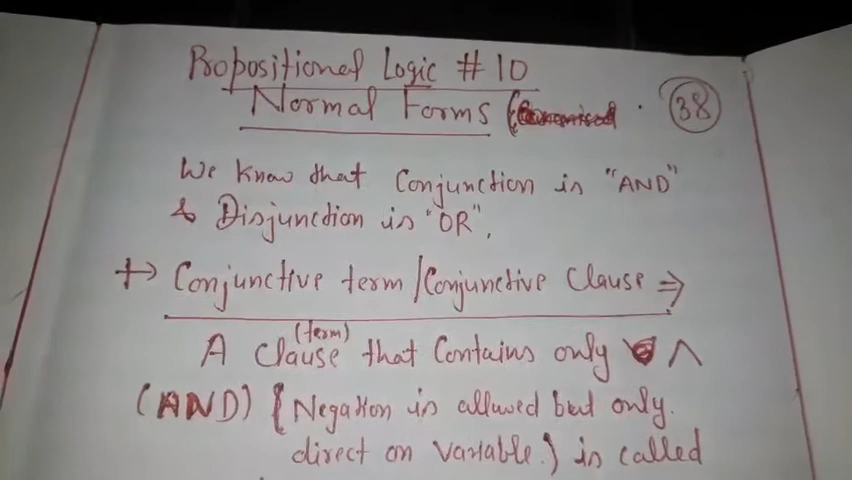 Propositional Logic # 10
Normal Forms (
38
We know that Conjunction is "AND"
& Disjunction is "OR",
+> Conjunctive term/Conjunctive Clause =>
(term)
A Clause that Contains only ∧
(AND) (Negation is allowed but only.
direct on variable.) is called